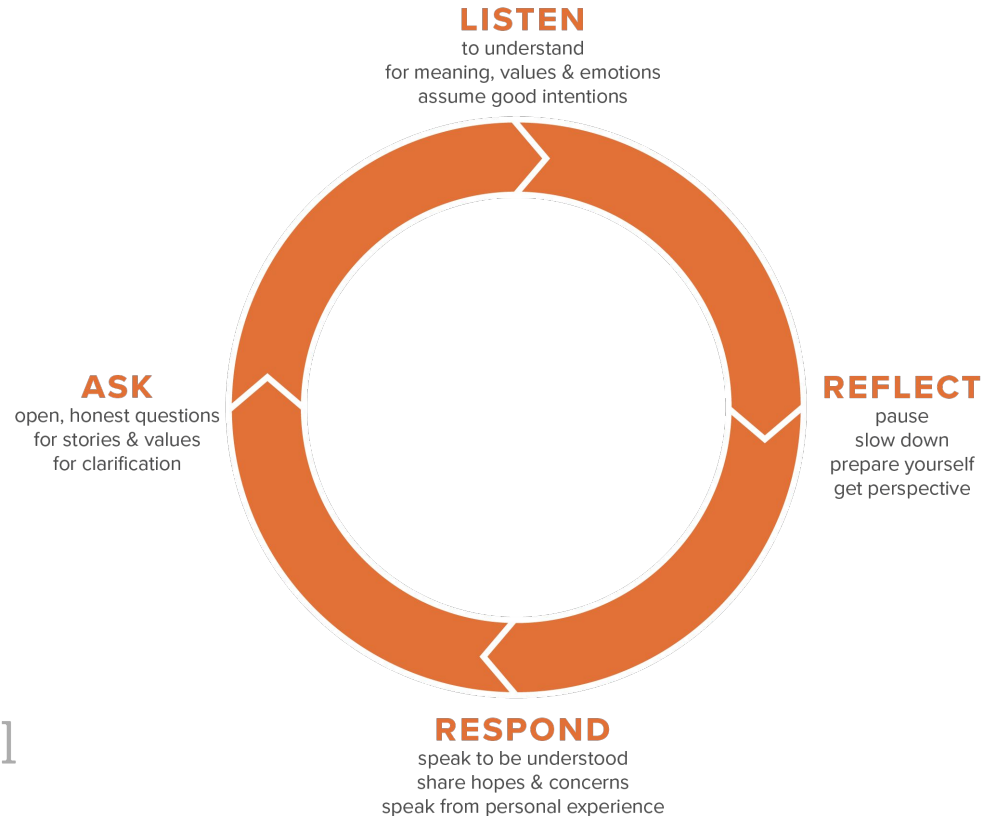 LISTEN
to understand
for meaning, values & emotions
assume good intentions
ASK
open, honest questions
for stories & values
for clarification
REFLECT
pause
slow down
prepare yourself
get perspective
RESPOND
speak to be understood
share hopes & concerns
speak from personal experience